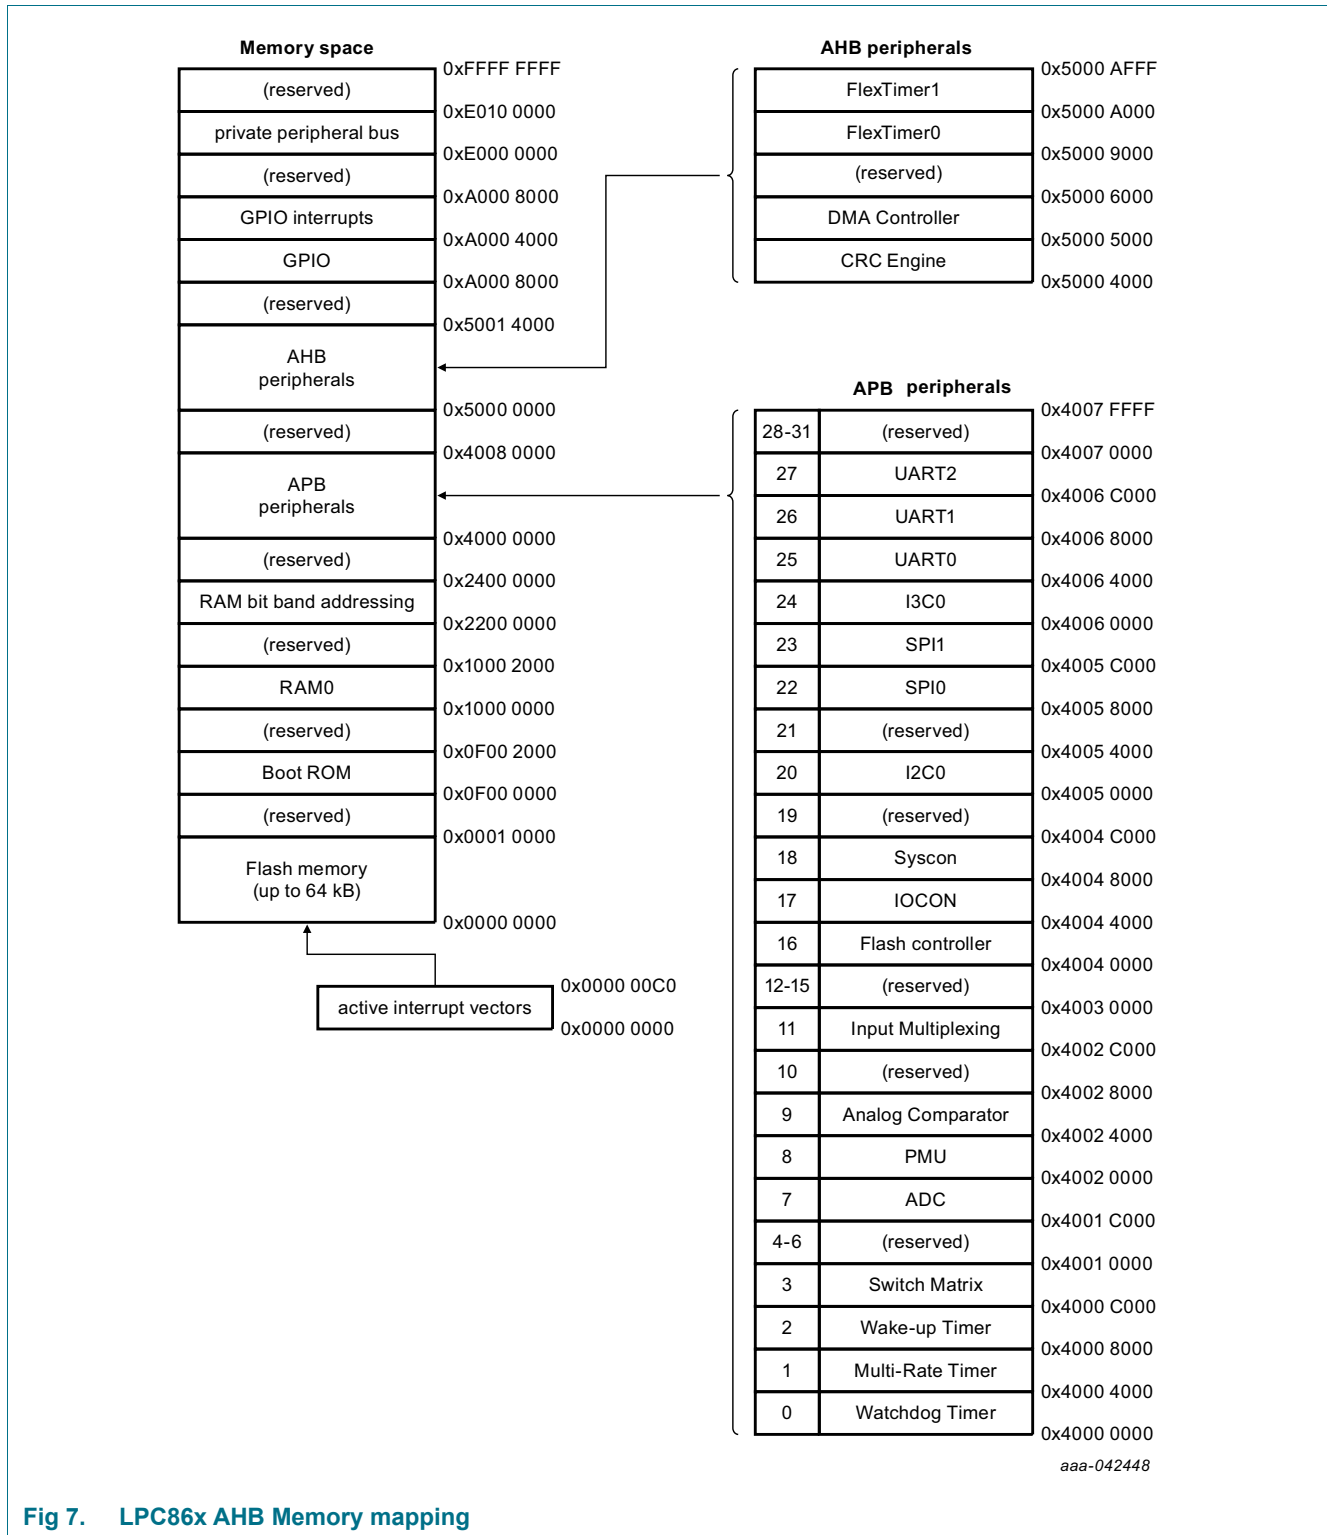 Memory space
0xFFFF FFFF
(reserved)
0xE010 0000
private peripheral bus
0xE000 0000
(reserved)
0xA000 8000
GPIO interrupts
0xA000 4000
GPIO
0xA000 8000
(reserved)
0x5001 4000
AHB
peripherals
0x5000 0000
(reserved)
0x4008 0000
APB
peripherals
0x4000 0000
(reserved)
0x2400 0000
RAM bit band addressing
0x2200 0000
(reserved)
0x1000 2000
RAM0
0x1000 0000
(reserved)
0x0F00 2000
Boot ROM
0x0F00 0000
(reserved)
0x0001 0000
Flash memory
(up to 64 kB)
0x0000 0000
0x0000 00C0
active interrupt vectors
0x0000 0000
AHB peripherals
0x5000 AFFF
FlexTimer1
0x5000 A000
FlexTimer0
0x5000 9000
(reserved)
0x5000 6000
DMA Controller
0x5000 5000
CRC Engine
0x5000 4000
APB peripherals
0x4007 FFFF
28-31 (reserved)
0x4007 0000
27 UART2
0x4006 C000
26 UART1
0x4006 8000
25 UART0
0x4006 4000
24 I3C0
0x4006 0000
23 SPI1
0x4005 C000
22 SPI0
0x4005 8000
21 (reserved)
0x4005 4000
20 I2C0
0x4005 0000
19 (reserved)
0x4004 C000
18 Syscon
0x4004 8000
17 IOCON
0x4004 4000
16 Flash controller
0x4004 0000
12-15 (reserved)
0x4003 0000
11 Input Multiplexing
0x4002 C000
10 (reserved)
0x4002 8000
9 Analog Comparator
0x4002 4000
8 PMU
0x4002 0000
7 ADC
0x4001 C000
4-6 (reserved)
0x4001 0000
3 Switch Matrix
0x4000 C000
2 Wake-up Timer
0x4000 8000
1 Multi-Rate Timer
0x4000 4000
0 Watchdog Timer
0x4000 0000
aaa-042448
Fig 7. LPC86x AHB Memory mapping